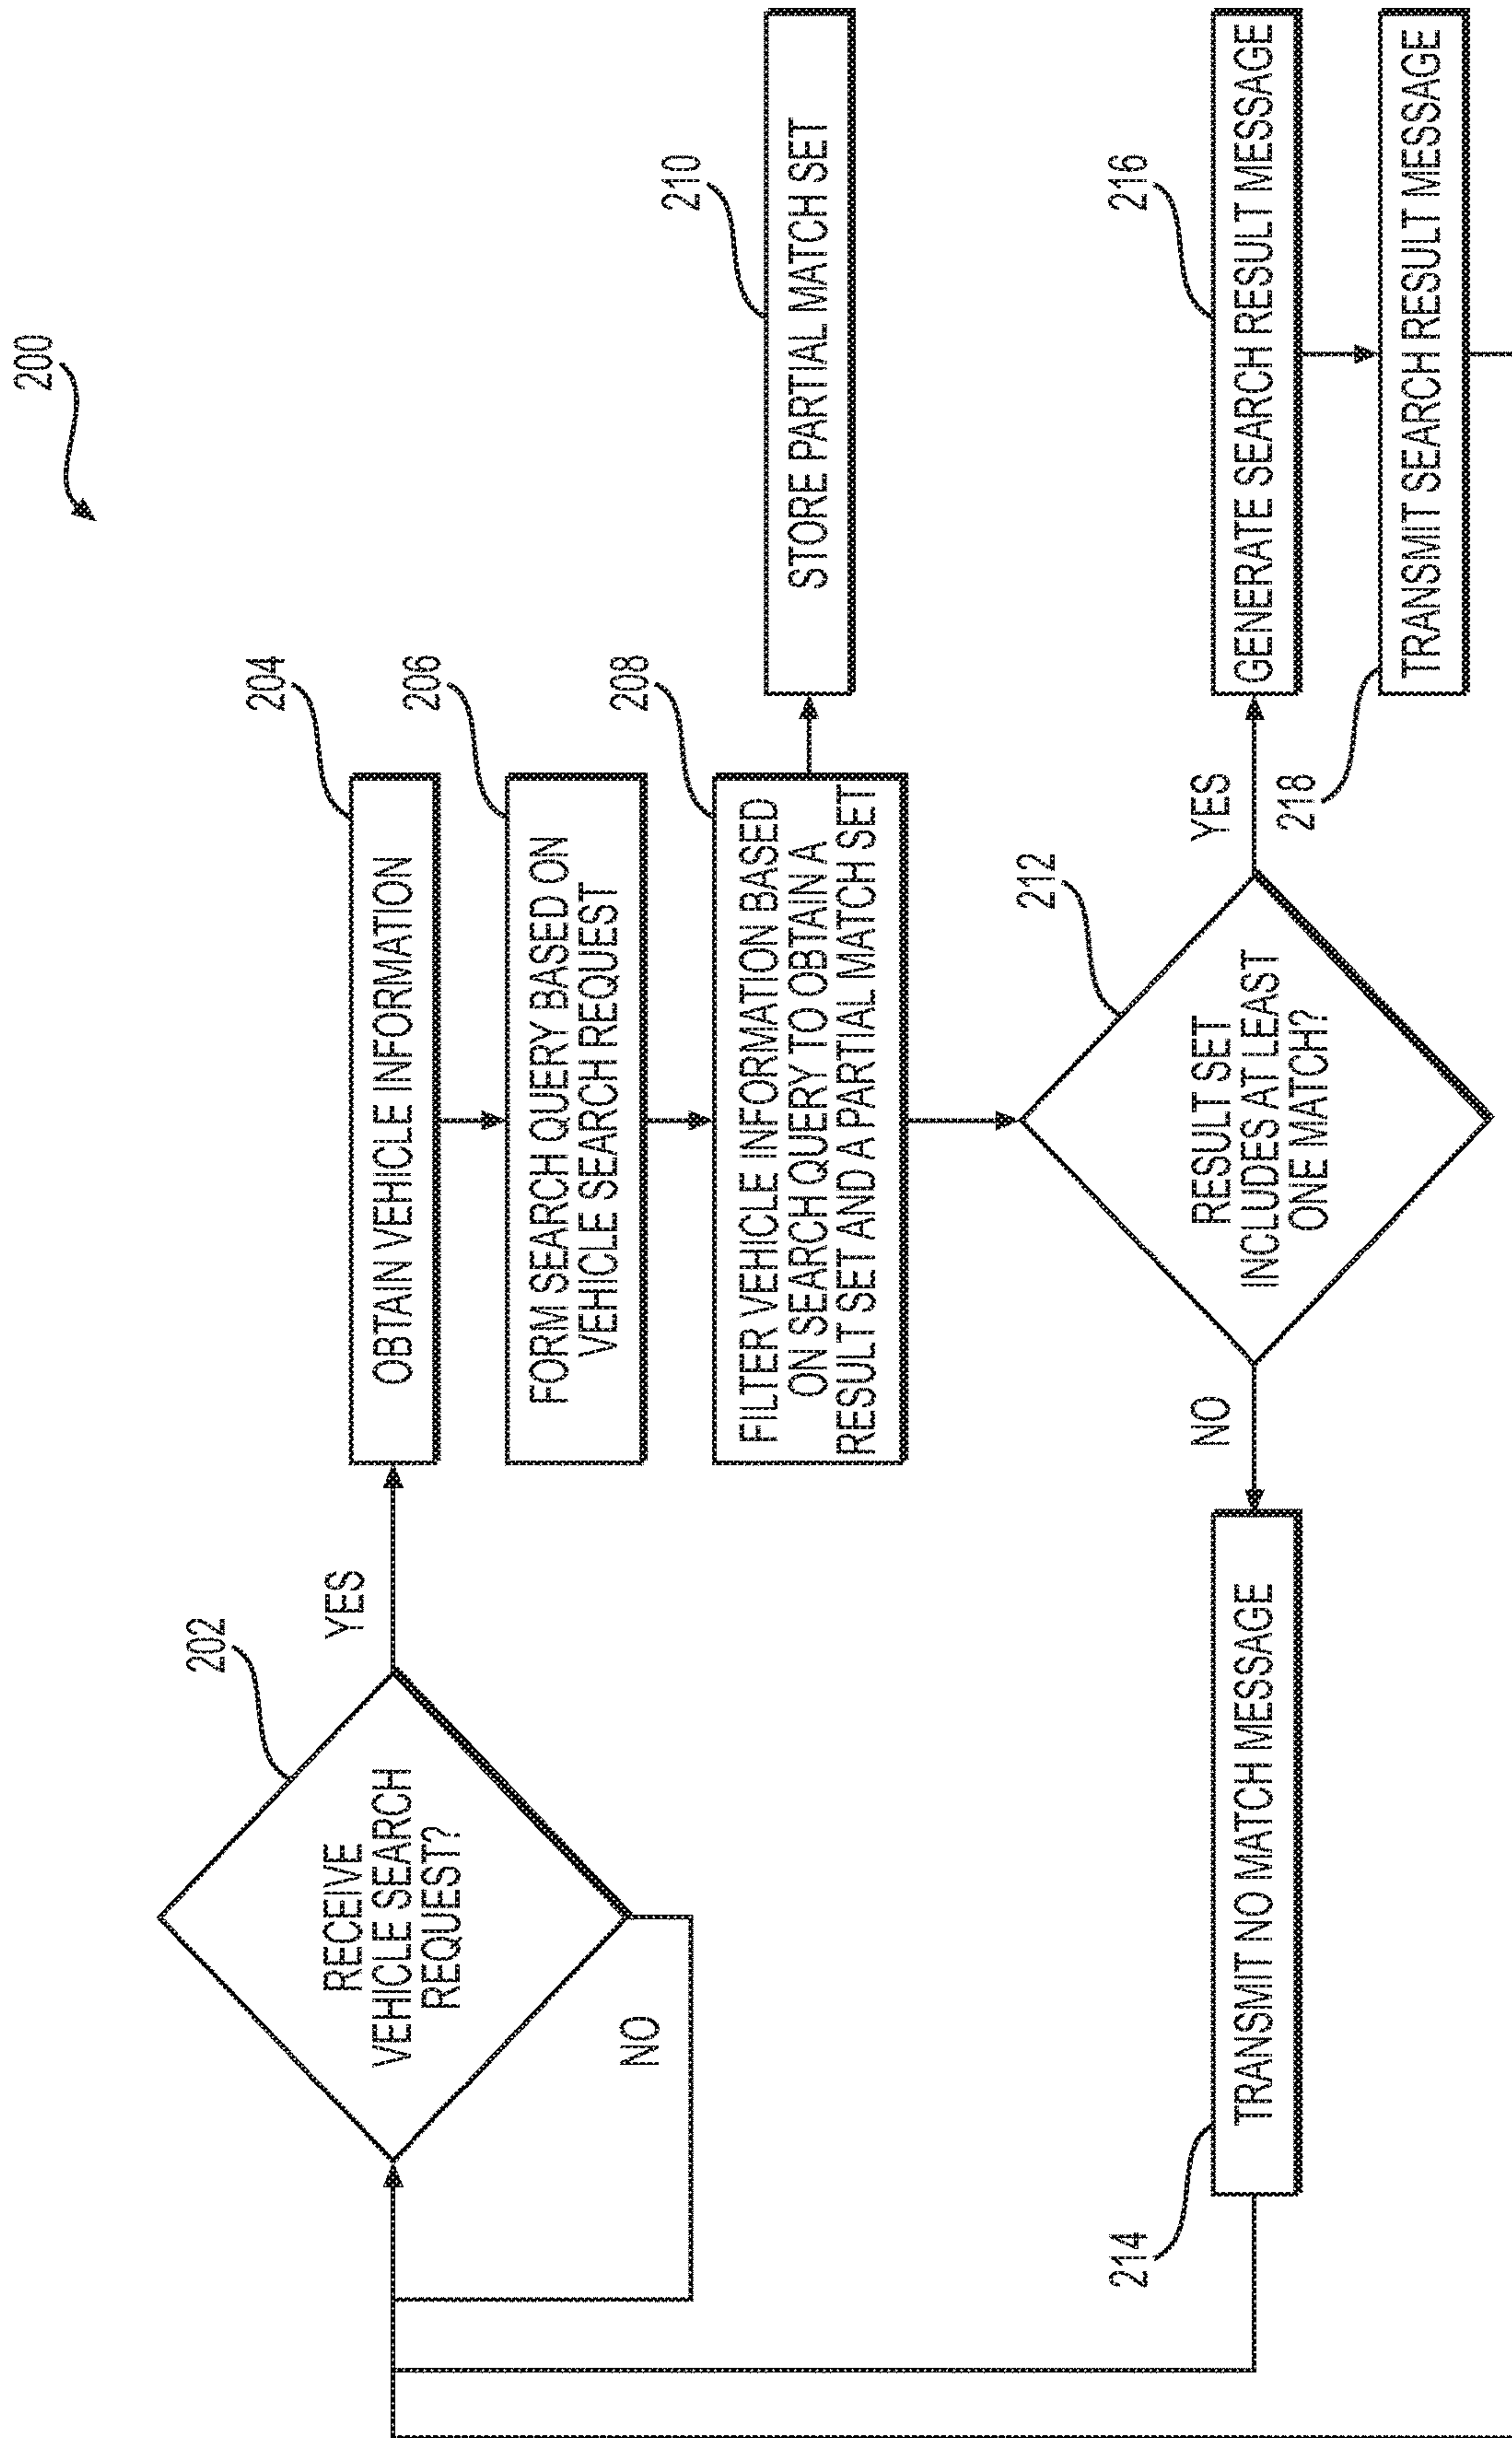 200
202
RECEIVE
VEHICLE SEARCH
REQUEST?
YES
NO
204
OBTAIN VEHICLE INFORMATION
206
FORM SEARCH QUERY BASED ON
VEHICLE SEARCH REQUEST
208
FILTER VEHICLE INFORMATION BASED
ON SEARCH QUERY TO OBTAIN A
RESULT SET AND A PARTIAL MATCH SET
210
STORE PARTIAL MATCH SET
212
RESULT SET
INCLUDES AT LEAST
ONE MATCH?
NO
YES
214
TRANSMIT NO MATCH MESSAGE
216
GENERATE SEARCH RESULT MESSAGE
218
TRANSMIT SEARCH RESULT MESSAGE